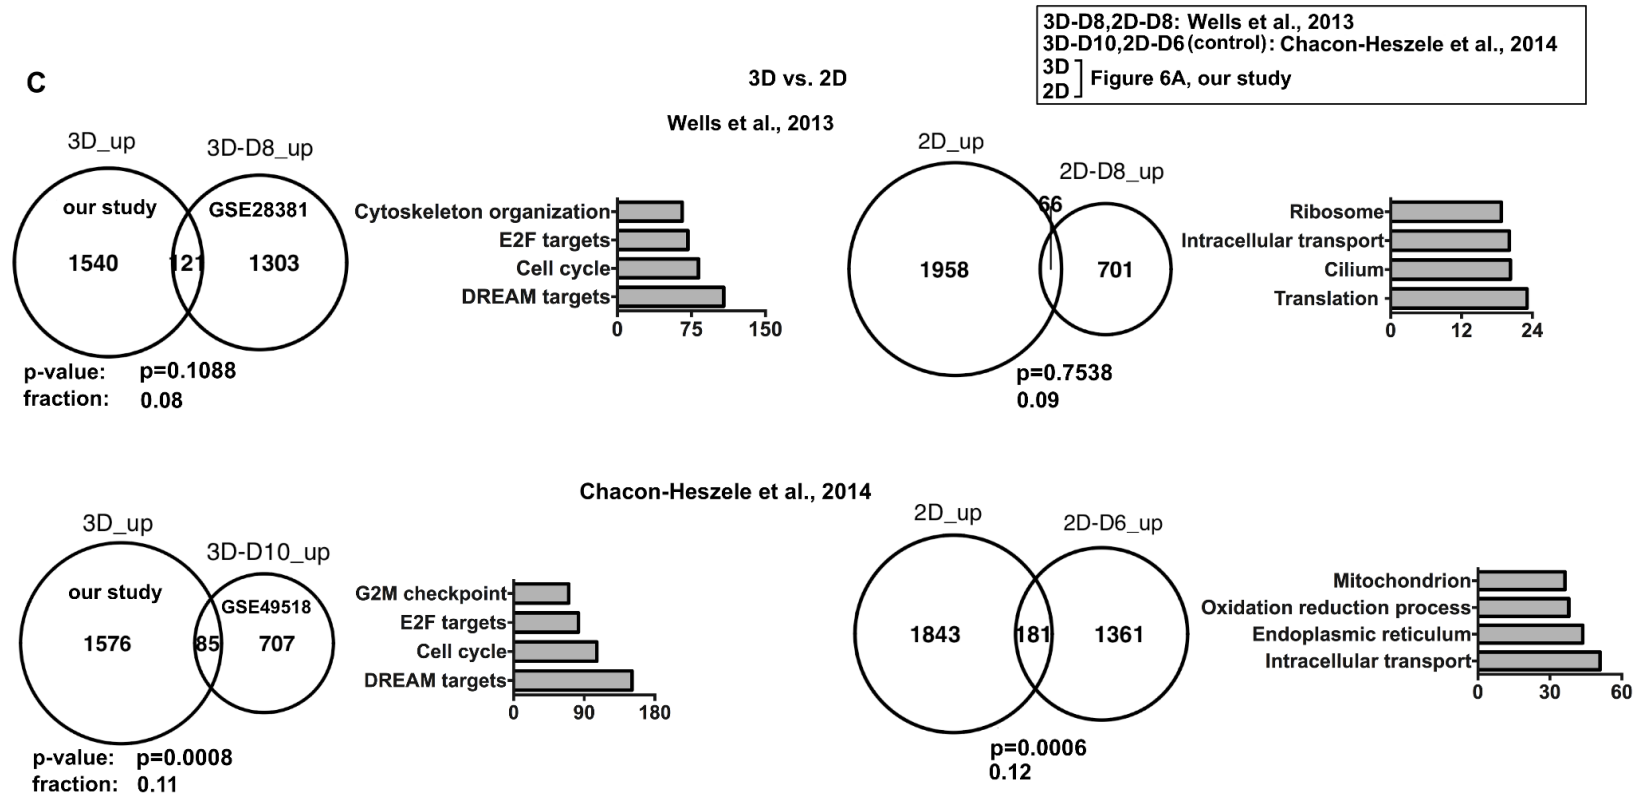 3D-D8,2D-D8: Wells et al., 2013
3D-D10,2D-D6 (control): Chacon-Heszele et al., 2014
3D
2D
Figure 6A, our study
C
3D vs. 2D
Wells et al., 2013
3D_up
3D-D8_up
our study
GSE28381
1540
121
1303
p-value: p=0.1088
fraction: 0.08
Cytoskeleton organization
E2F targets
Cell cycle
DREAM targets
0 75 150
2D_up
2D-D8_up
66
1958
701
p=0.7538
0.09
Ribosome
Intracellular transport
Cilium
Translation
0 12 24
Chacon-Heszele et al., 2014
3D_up
3D-D10_up
our study
GSE49518
1576
85
707
p-value: p=0.0008
fraction: 0.11
G2M checkpoint
E2F targets
Cell cycle
DREAM targets
0 90 180
2D_up
2D-D6_up
1843
181
1361
p=0.0006
0.12
Mitochondrion
Oxidation reduction process
Endoplasmic reticulum
Intracellular transport
0 30 60